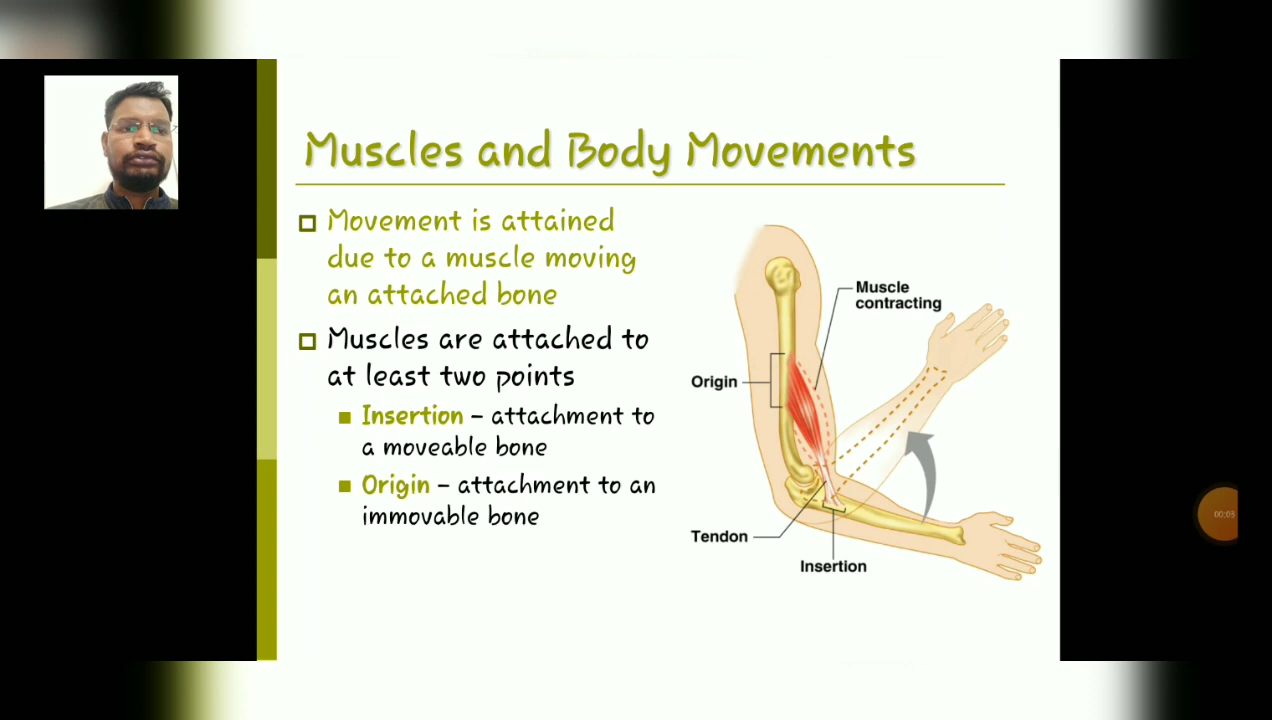 Muscles and Body Movements
Movement is attained
due to a muscle moving
an attached bone
Muscles are attached to
at least two points
Insertion – attachment to
a moveable bone
Origin – attachment to an
immovable bone
Muscle
contracting
Origin
Tendon
Insertion
00:03